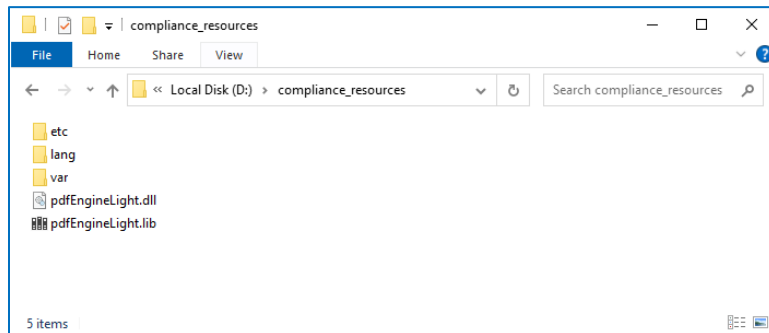 compliance_resources
File Home Share View
« Local Disk (D:) › compliance_resources Search compliance_resources
etc
lang
var
pdfEngineLight.dll
pdfEngineLight.lib
5 items